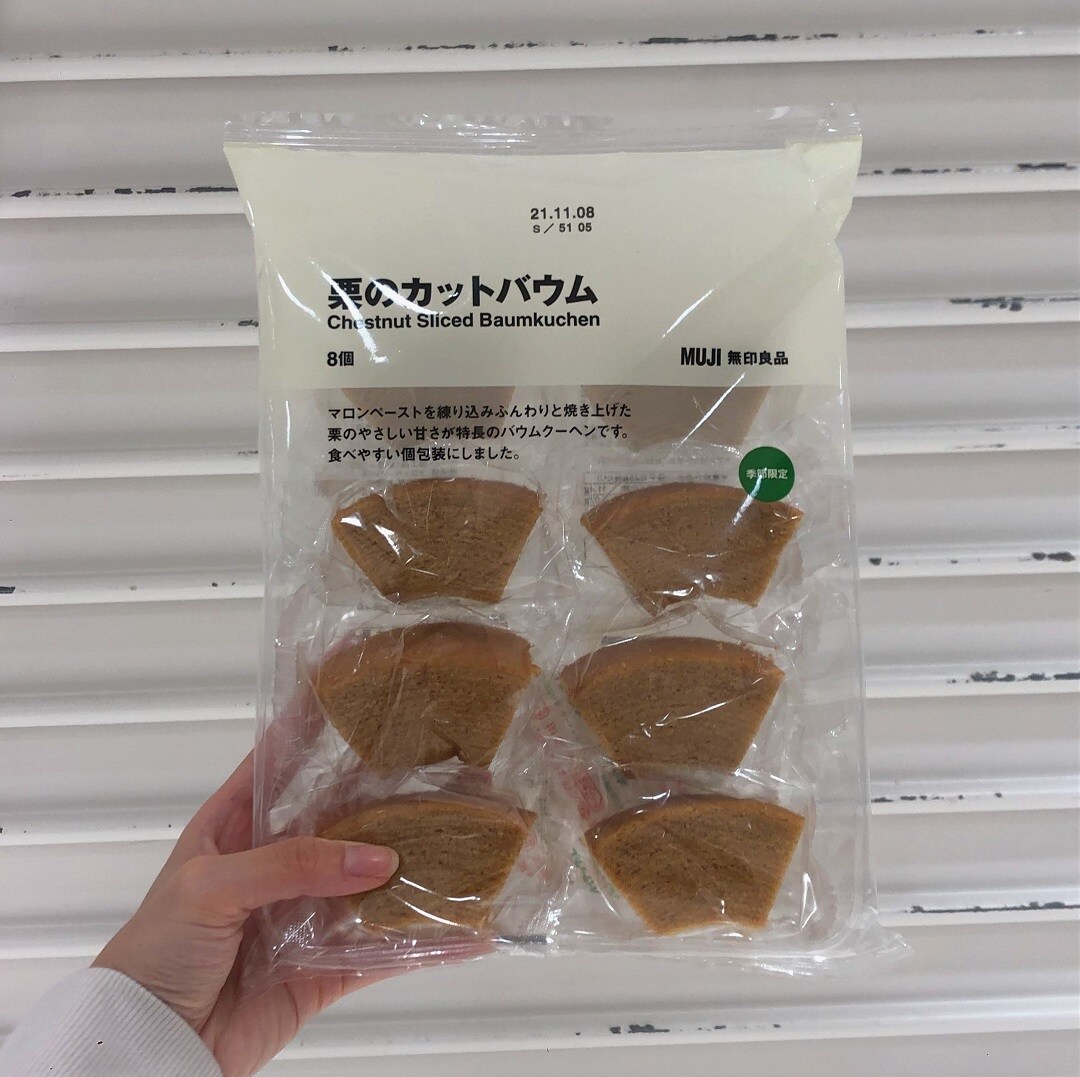 21.11.08
s／51 05
栗のカットバウム
Chestnut Sliced Baumkuchen
8個
MUJI 無印良品
マロンペーストを練り込みふんわりと焼き上げた
栗のやさしい甘さが特長のバウムクーヘンです。
食べやすい個包装にしました。
季節限定